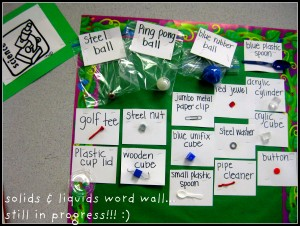 SCIENCE
steel
ball
Ping pong
ball
blue rubber
ball
blue plastic
spoon
acrylic
cylinder
jumbo metal
paper clip
red jewel
acrylic
cube
golf tee
steel nut
blue unifix
cube
steel washer
Plastic
cup lid
wooden
cube
small plastic
spoon
pipe
cleaner
button
solids & liquids word wall...
still in progress!!! :)